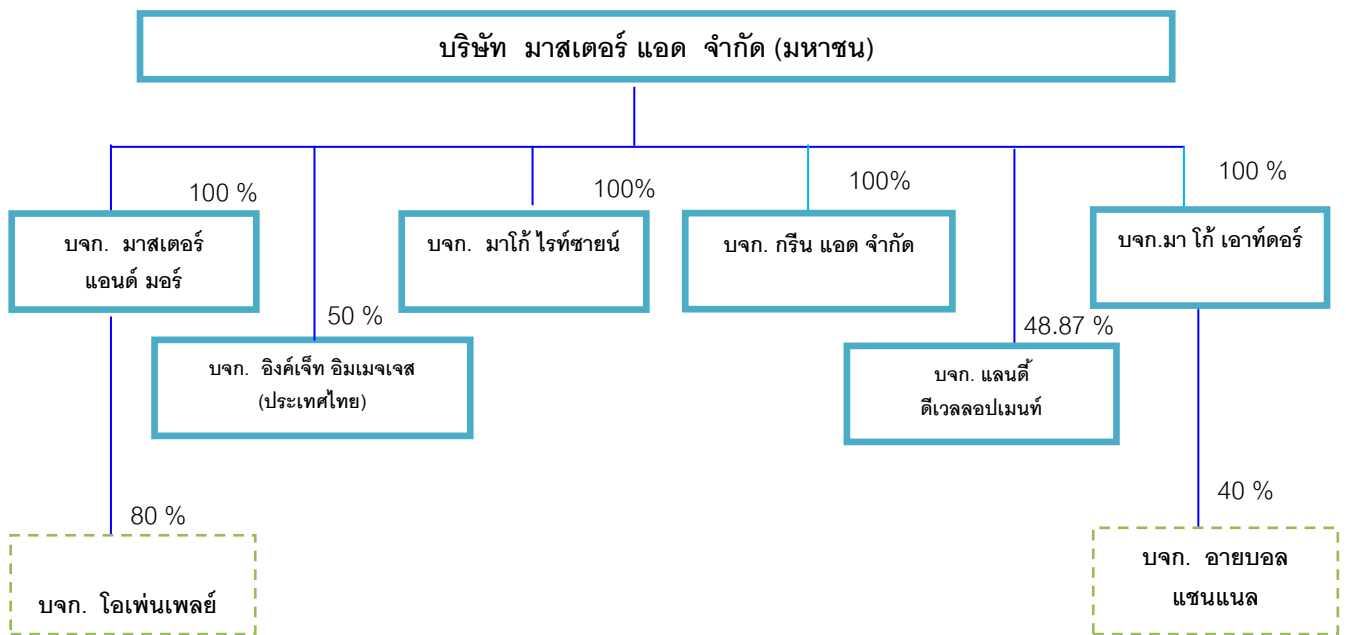 บริษัท มาสเตอร์ แอด จำกัด (มหาชน)
100 %
100%
100%
100 %
บจก. มาสเตอร์
แอนด์ มอร์
บจก. มาโก้ ไรท์ซายน์
บจก. กรีน แอด จำกัด
บจก.มา โก้ เอาท์ดอร์
50 %
48.87 %
บจก. อิงค์เจ็ท อิมเมจเจส
(ประเทศไทย)
บจก. แลนดี้
ดีเวลลอปเมนท์
80 %
40 %
บจก. โอเพ่นเพลย์
บจก. อายบอล
แชนแนล